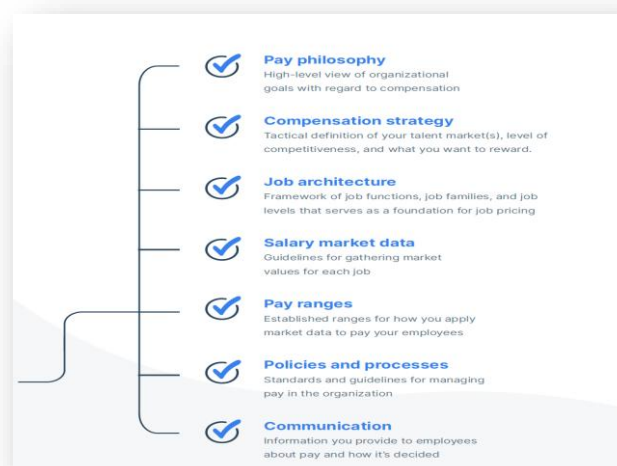 Pay philosophy
High-level view of organizational
goals with regard to compensation
Compensation strategy
Tactical definition of your talent market(s), level of
competitiveness, and what you want to reward.
Job architecture
Framework of job functions, job families, and job
levels that serves as a foundation for job pricing
Salary market data
Guidelines for gathering market
values for each job
Pay ranges
Established ranges for how you apply
market data to pay your employees
Policies and processes
Standards and guidelines for managing
pay in the organization
Communication
Information you provide to employees
about pay and how it's decided